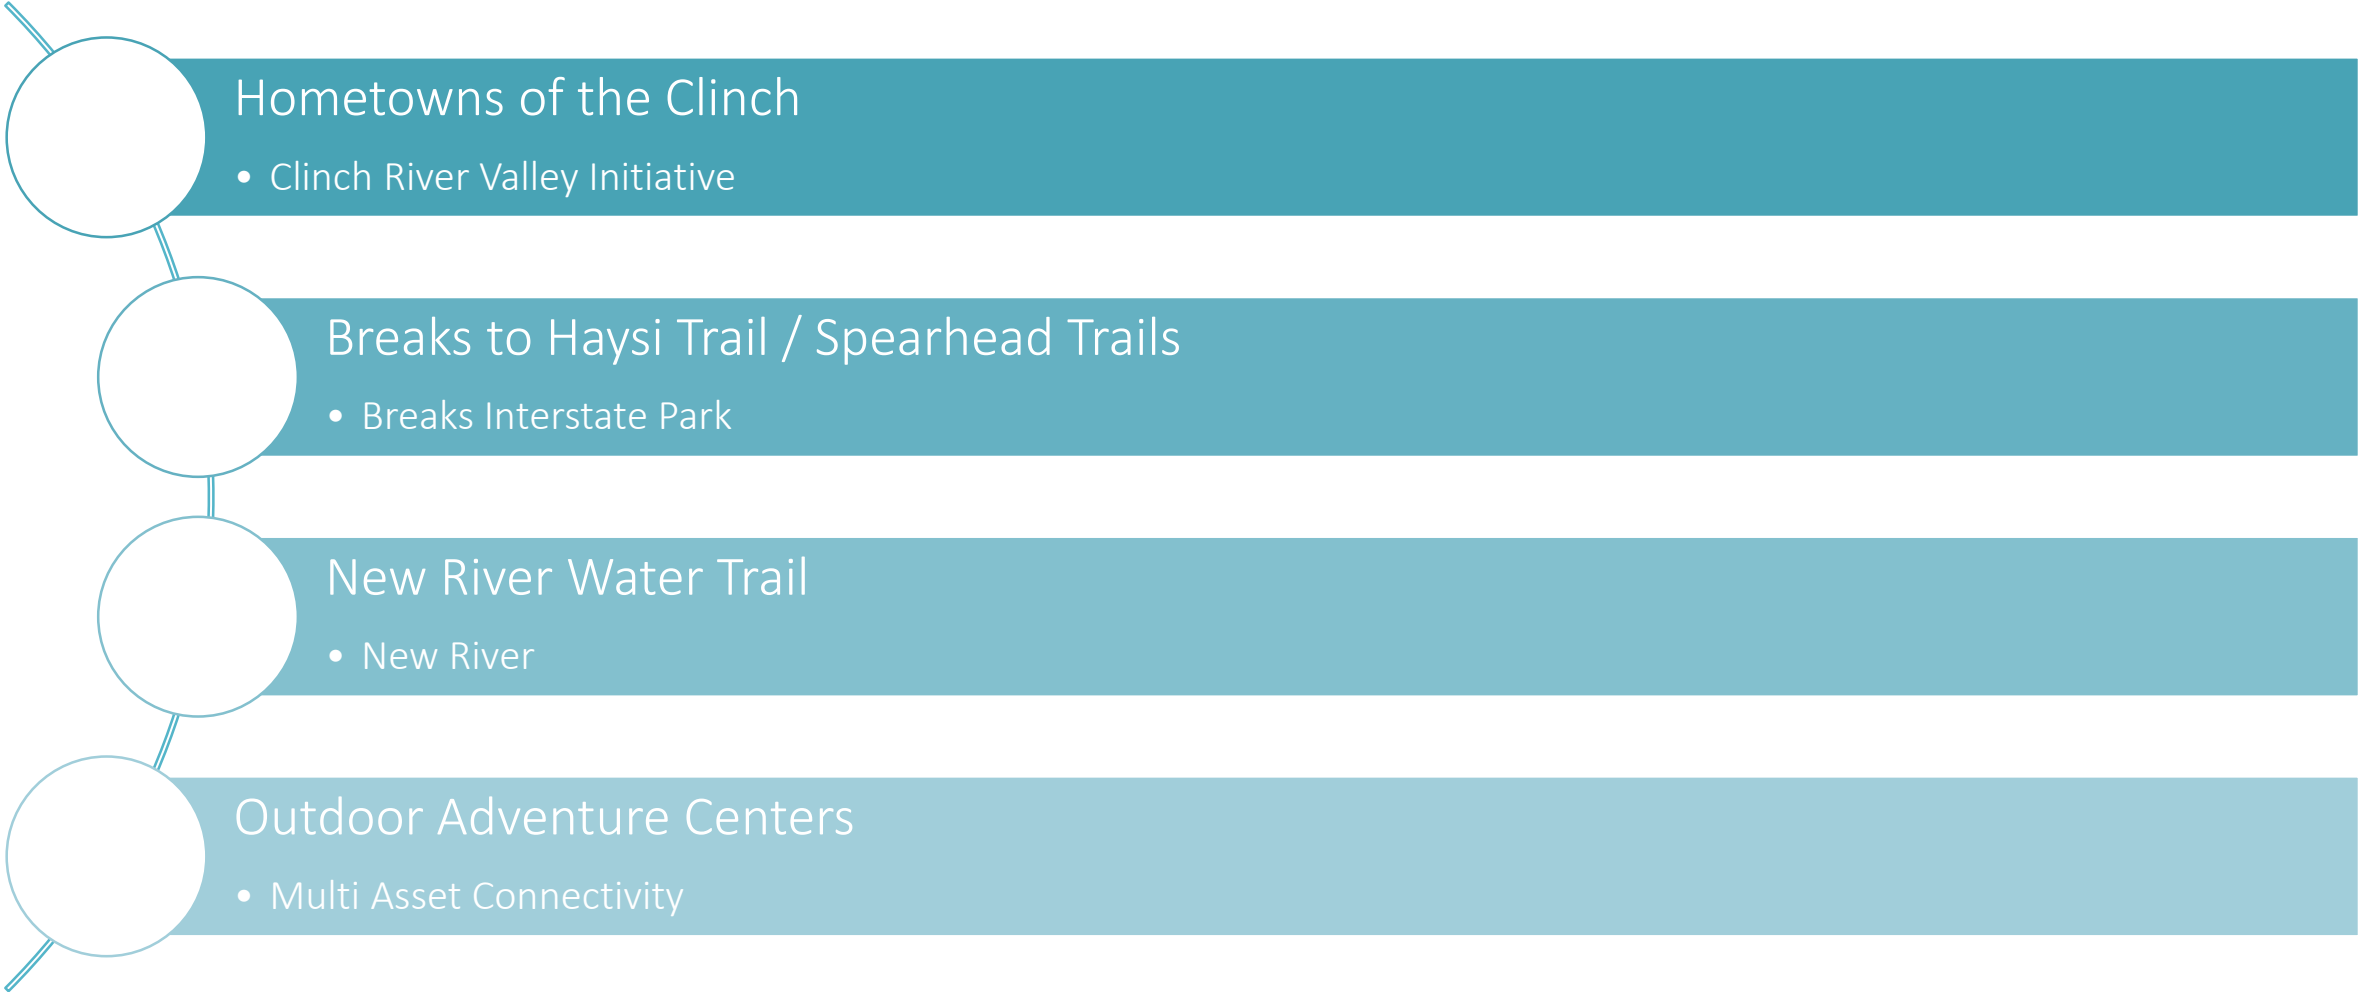 Hometowns of the Clinch
• Clinch River Valley Initiative
Breaks to Haysi Trail / Spearhead Trails
• Breaks Interstate Park
New River Water Trail
• New River
Outdoor Adventure Centers
• Multi Asset Connectivity